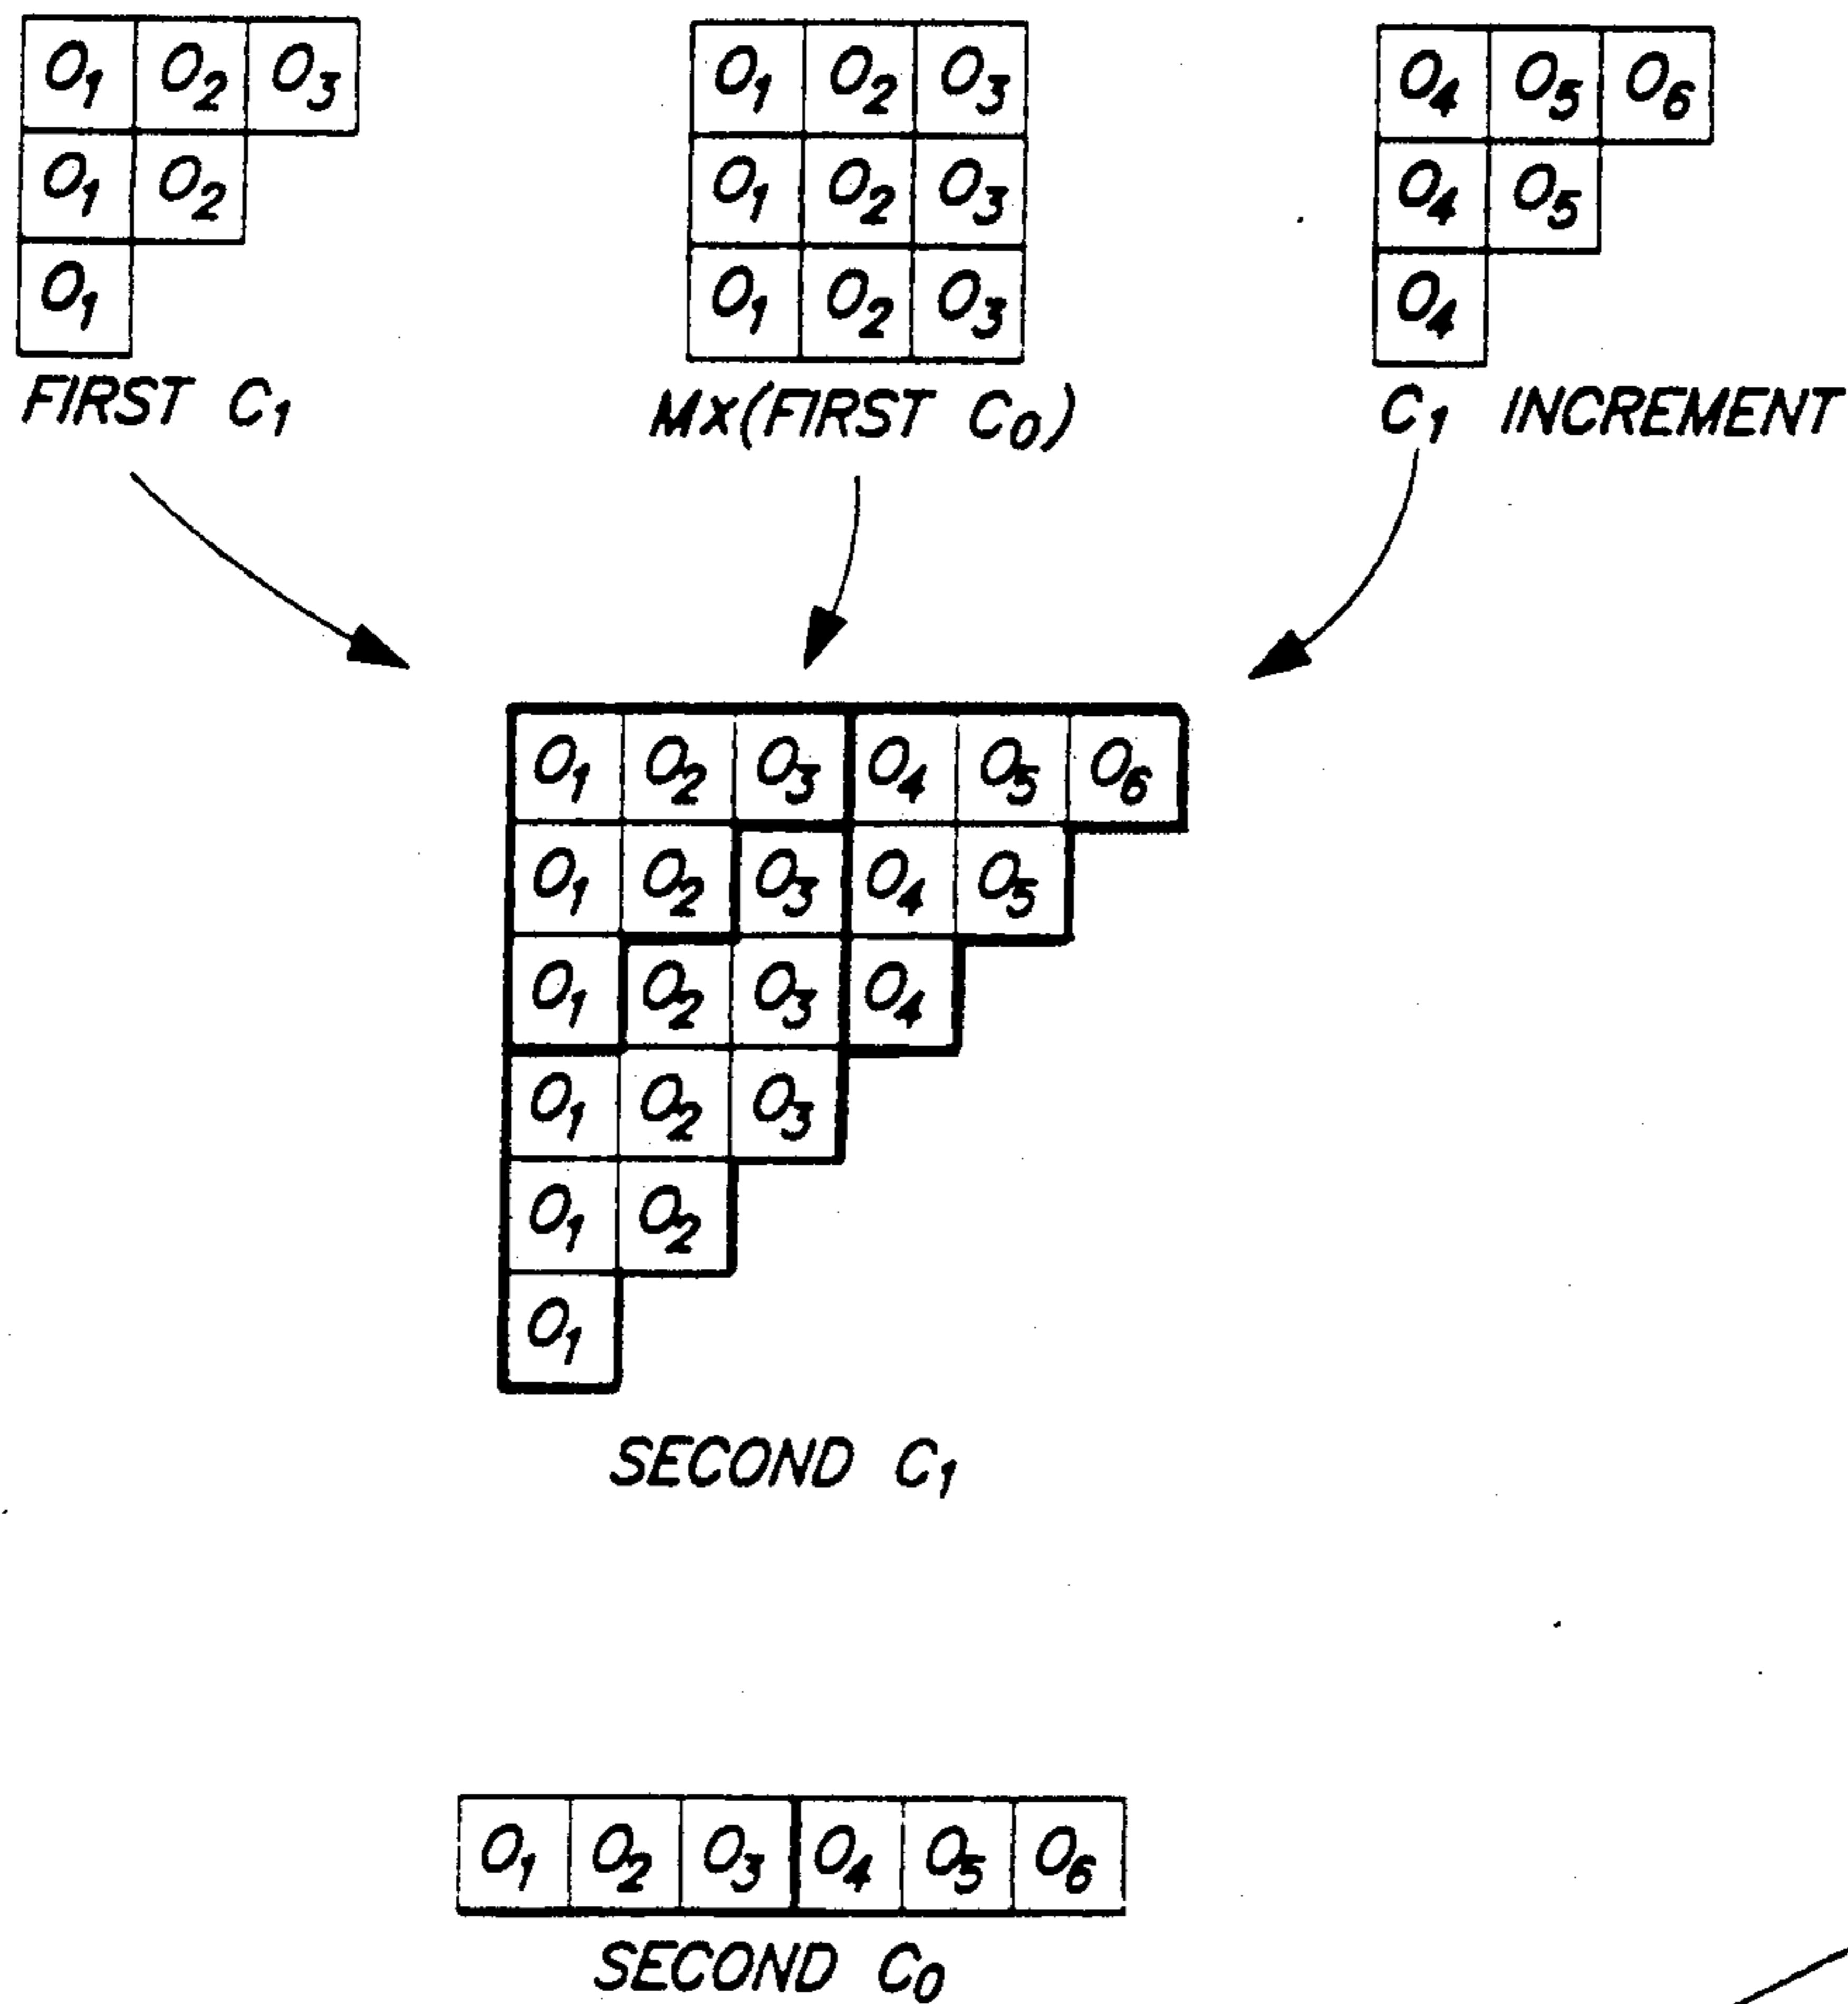 O₁ O₂ O₃
O₁ O₂
O₁
FIRST C₁
O₁ O₂ O₃
O₁ O₂ O₃
O₁ O₂ O₃
MX(FIRST C₀)
O₄ O₅ O₆
O₄ O₅
O₄
C₁ INCREMENT
O₁ O₂ O₃ O₄ O₅ O₆
O₁ O₂ O₃ O₄ O₅
O₁ O₂ O₃ O�4
O₁ O₂ O₃
O₁ O₂
O₁
SECOND C₁
O₁ O₂ O₃ O₄ O₅ O₆
SECOND C₀